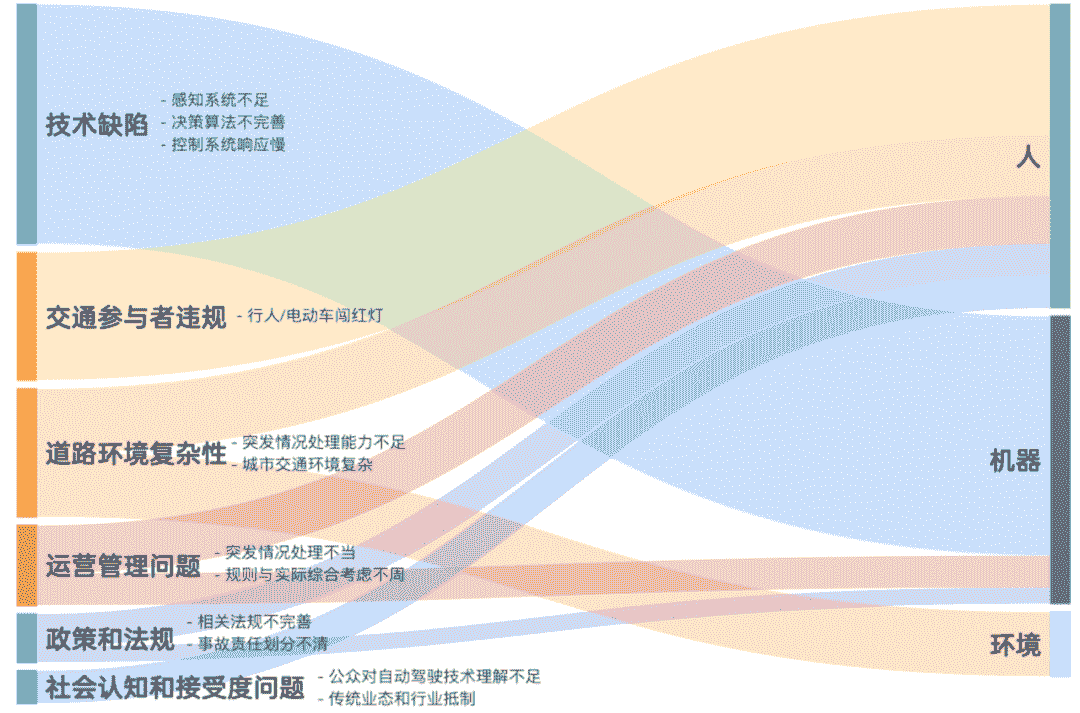 技术缺陷
- 感知系统不足
- 决策算法不完善
- 控制系统响应慢
人
交通参与者违规
- 行人/电动车闯红灯
道路环境复杂性
- 突发情况处理能力不足
- 城市交通环境复杂
机器
运营管理问题
- 突发情况处理不当
- 规则与实际综合考虑不周
政策和法规
- 相关法规不完善
- 事故责任划分不清
环境
社会认知和接受度问题
- 公众对自动驾驶技术理解不足
- 传统业态和行业抵制